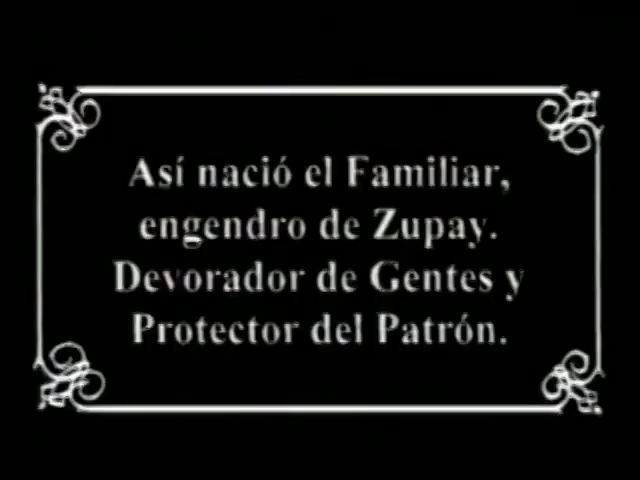 Así nació el Familiar,
engendro de Zupay.
Devorador de Gentes y
Protector del Patrón.